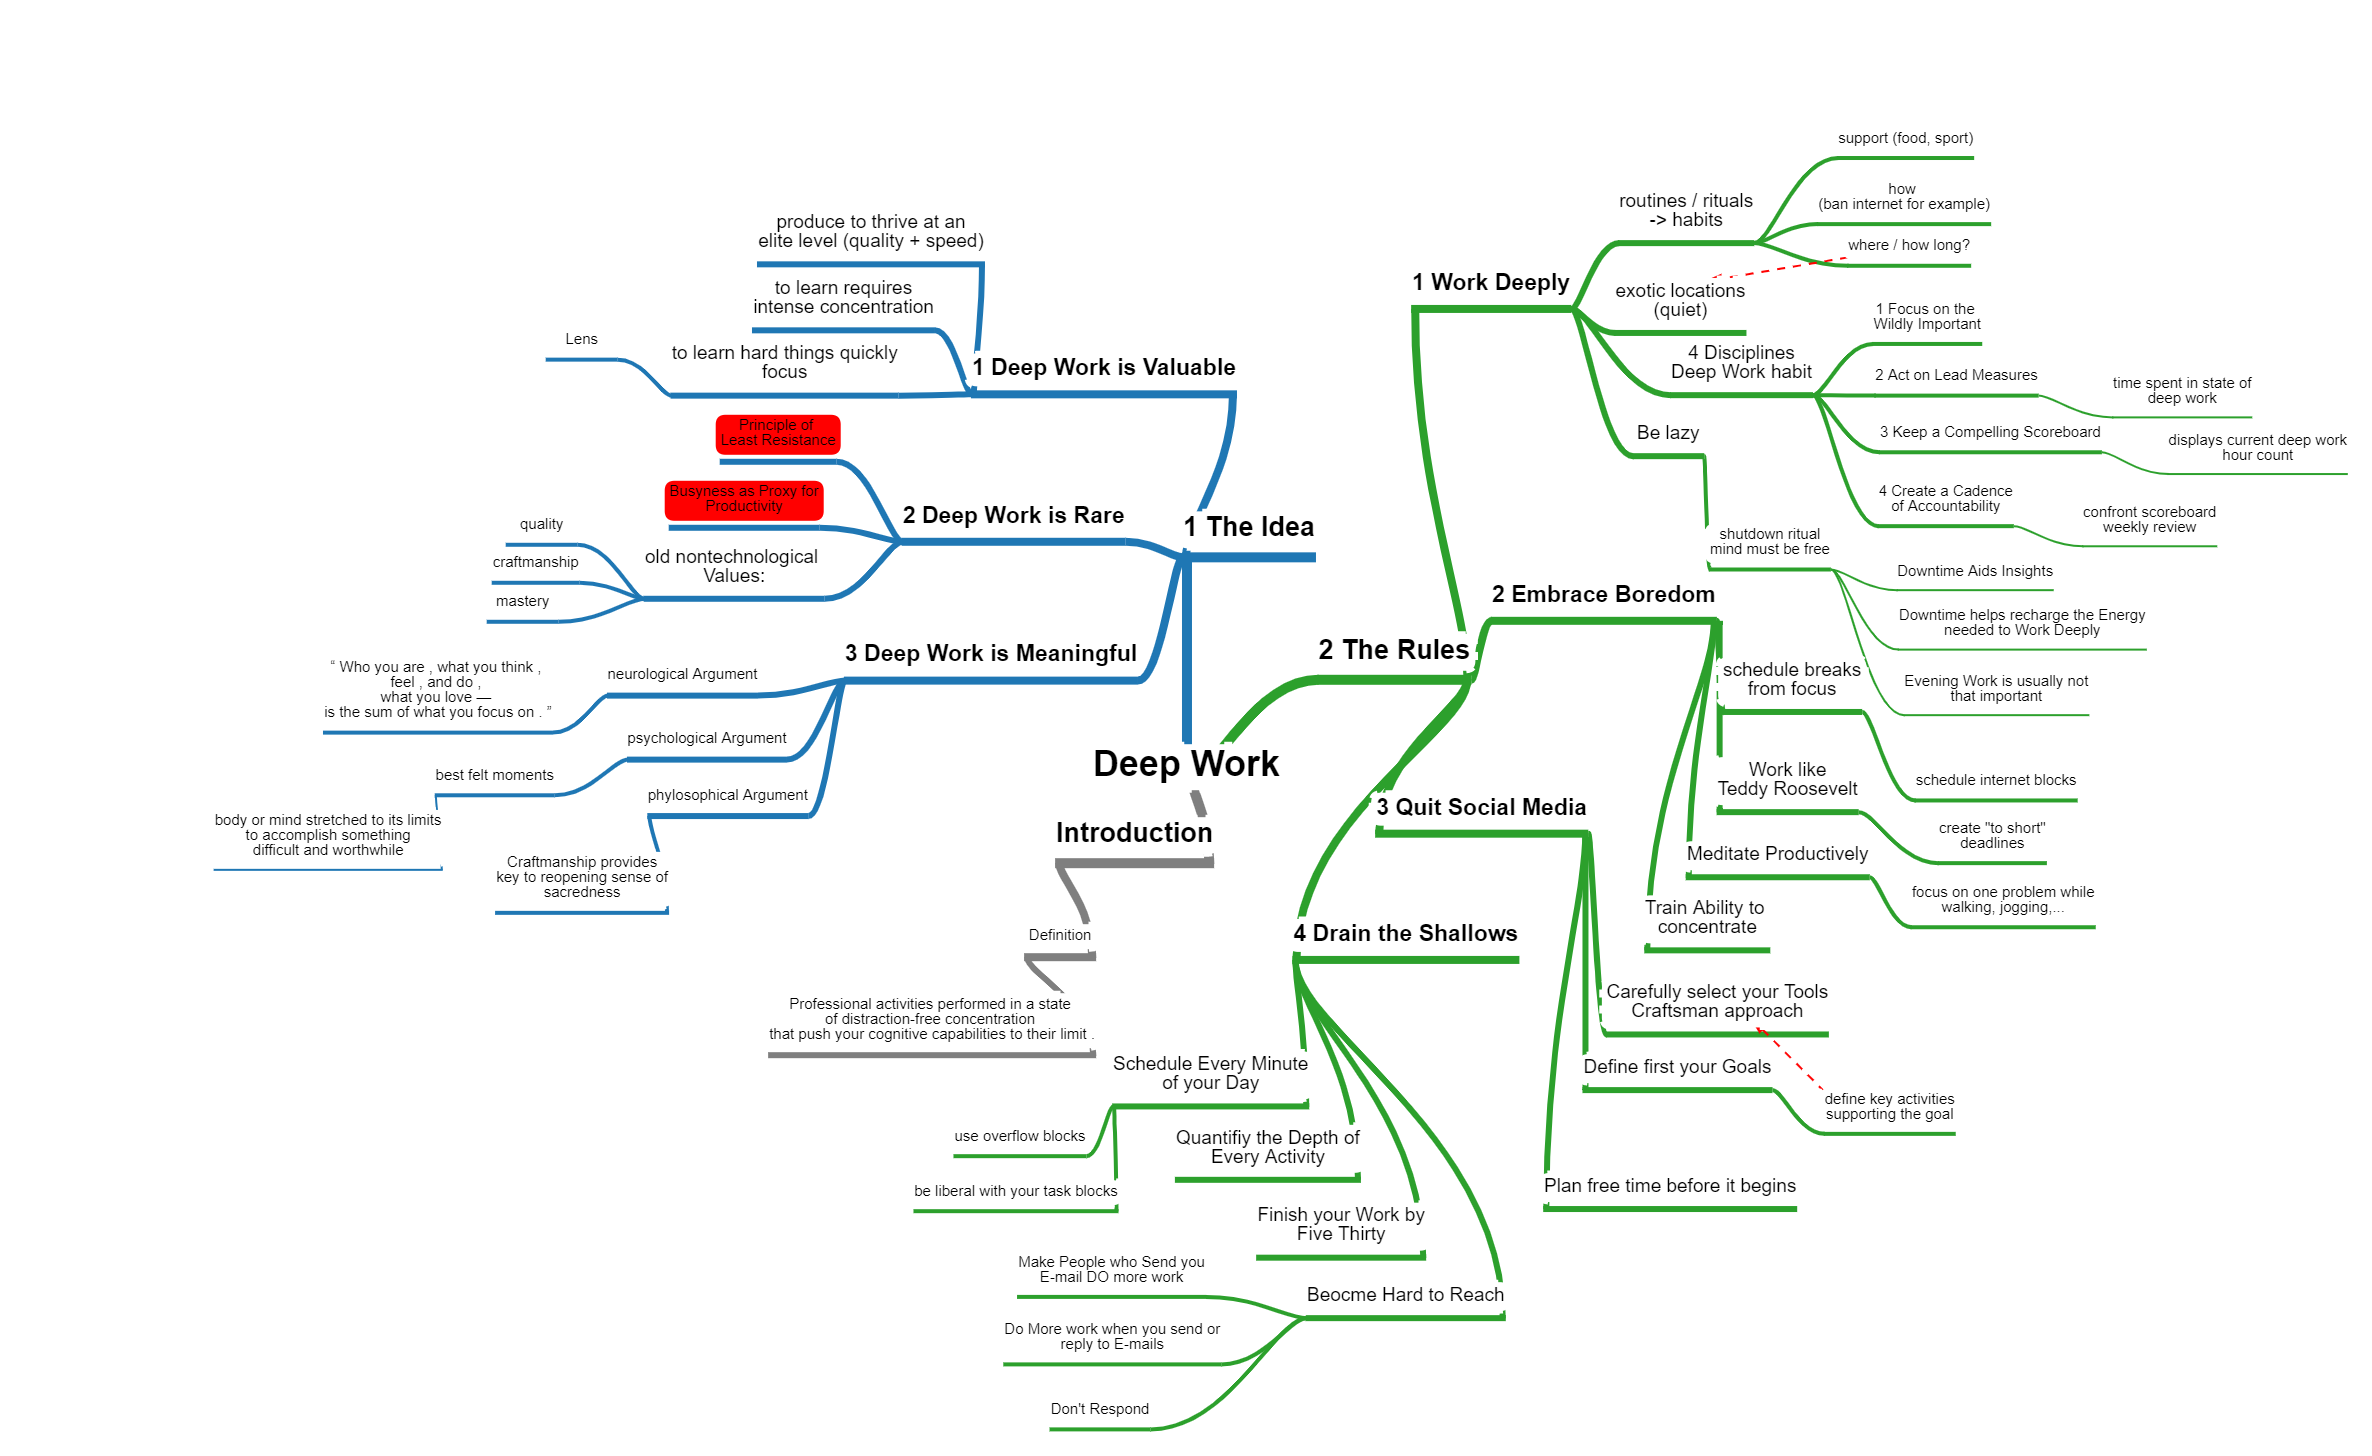 Deep Work
Introduction
Definition
Professional activities performed in a state
of distraction-free concentration
that push your cognitive capabilities to their limit .
1 The Idea
1 Deep Work is Valuable
produce to thrive at an
elite level (quality + speed)
to learn requires
intense concentration
to learn hard things quickly
focus
Lens
2 Deep Work is Rare
Principle of
Least Resistance
Busyness as Proxy for
Productivity
old nontechnological
Values:
quality
craftmanship
mastery
3 Deep Work is Meaningful
neurological Argument
“ Who you are , what you think ,
feel , and do ,
what you love —
is the sum of what you focus on . ”
psychological Argument
best felt moments
body or mind stretched to its limits
to accomplish something
difficult and worthwhile
phylosophical Argument
Craftmanship provides
key to reopening sense of
sacredness
2 The Rules
1 Work Deeply
routines / rituals
-> habits
support (food, sport)
how
(ban internet for example)
where / how long?
exotic locations
(quiet)
4 Disciplines
Deep Work habit
1 Focus on the
Wildly Important
2 Act on Lead Measures
time spent in state of
deep work
3 Keep a Compelling Scoreboard
displays current deep work
hour count
4 Create a Cadence
of Accountability
confront scoreboard
weekly review
Be lazy
shutdown ritual
mind must be free
Downtime Aids Insights
Downtime helps recharge the Energy
needed to Work Deeply
Evening Work is usually not
that important
2 Embrace Boredom
schedule breaks
from focus
schedule internet blocks
Work like
Teddy Roosevelt
create "to short"
deadlines
Meditate Productively
focus on one problem while
walking, jogging,...
Train Ability to
concentrate
3 Quit Social Media
Carefully select your Tools
Craftsman approach
Define first your Goals
define key activities
supporting the goal
Plan free time before it begins
4 Drain the Shallows
Schedule Every Minute
of your Day
use overflow blocks
be liberal with your task blocks
Quantifiy the Depth of
Every Activity
Finish your Work by
Five Thirty
Beocme Hard to Reach
Make People who Send you
E-mail DO more work
Do More work when you send or
reply to E-mails
Don't Respond